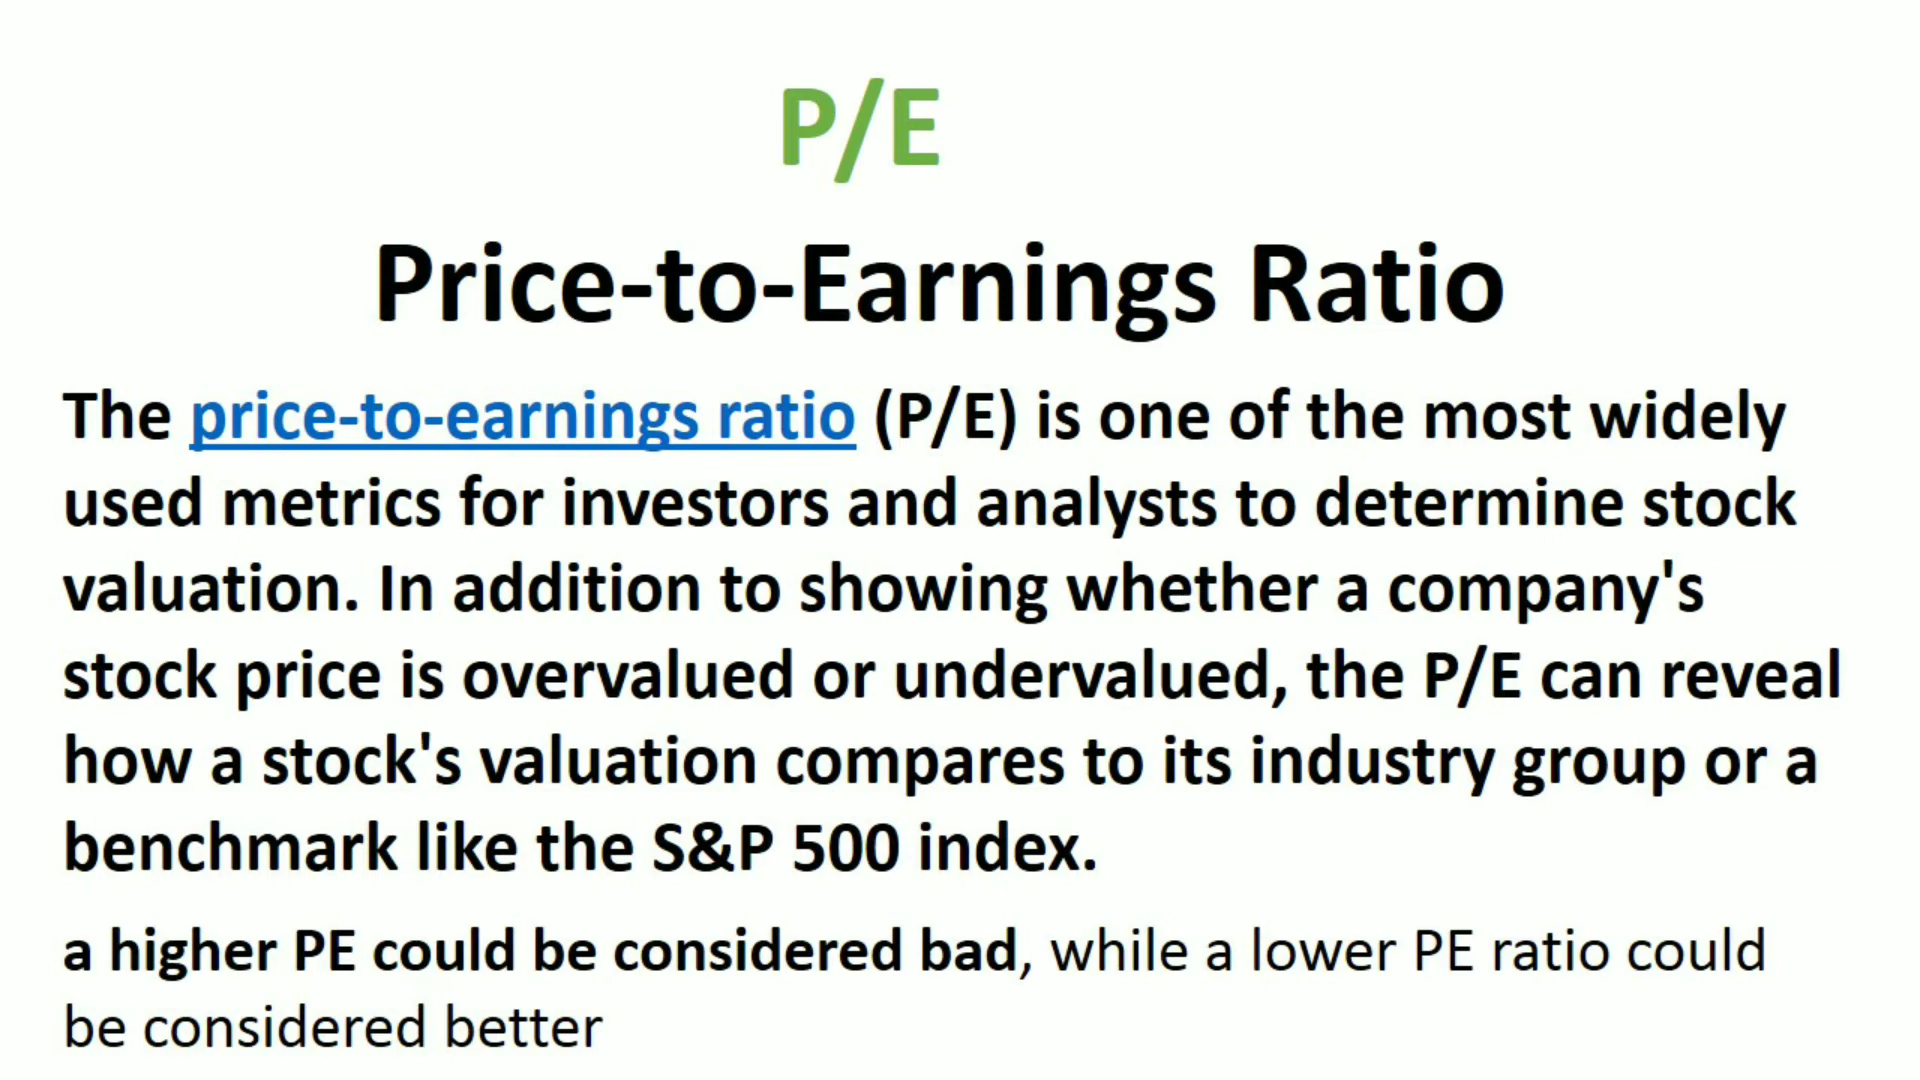 P/E
Price-to-Earnings Ratio
The price-to-earnings ratio (P/E) is one of the most widely
used metrics for investors and analysts to determine stock
valuation. In addition to showing whether a company's
stock price is overvalued or undervalued, the P/E can reveal
how a stock's valuation compares to its industry group or a
benchmark like the S&P 500 index.
a higher PE could be considered bad, while a lower PE ratio could
be considered better